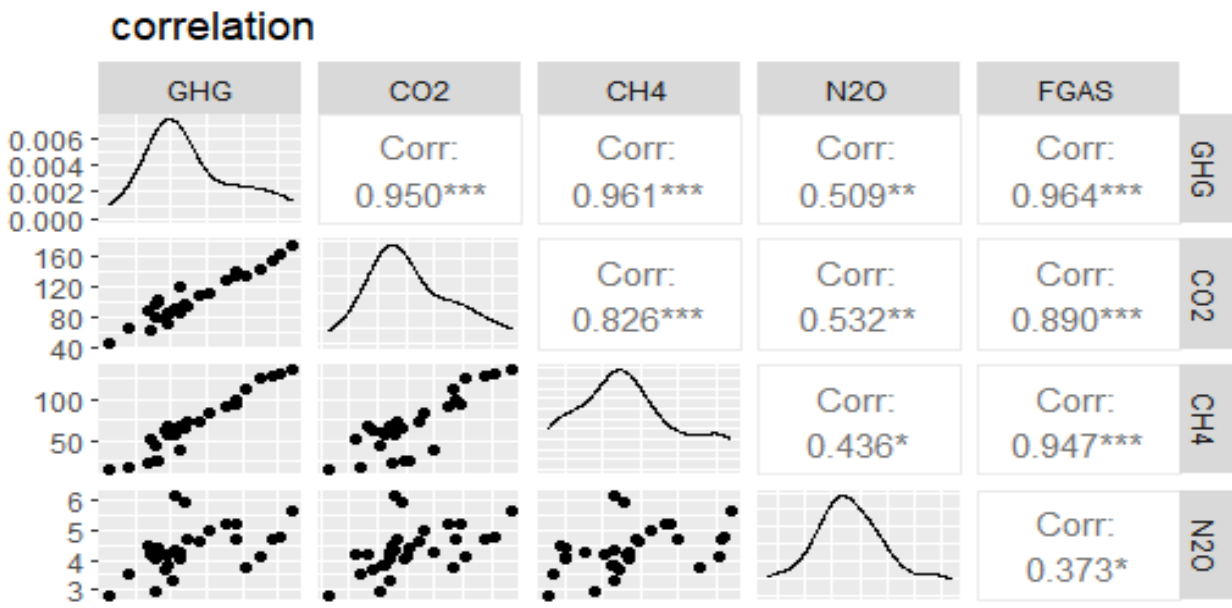 correlation
GHG CO2 CH4 N2O FGAS
0.006
0.004
0.002
0.000
Corr: Corr: Corr: Corr:
0.950*** 0.961*** 0.509** 0.964***
GHG
160
120
80
40
Corr: Corr: Corr:
0.826*** 0.532** 0.890***
CO2
100
50
Corr: Corr:
0.436* 0.947***
CH4
6
5
4
3
Corr:
0.373*
N2O